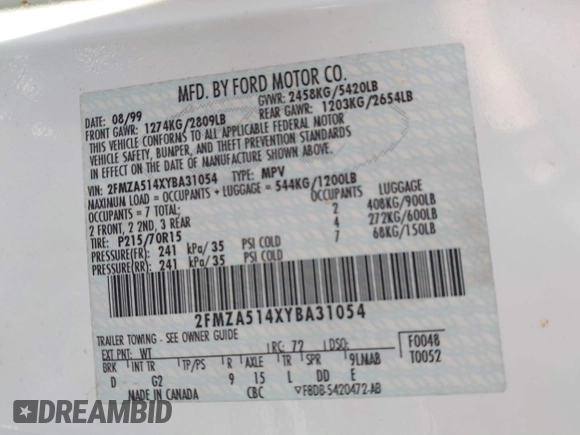 MFD. BY FORD MOTOR CO.
DATE: 08/99 GVWR: 2458KG/5420LB
FRONT GAWR: 1274KG/2809LB REAR GAWR: 1203KG/2654LB
THIS VEHICLE CONFORMS TO ALL APPLICABLE FEDERAL MOTOR
VEHICLE SAFETY, BUMPER, AND THEFT PREVENTION STANDARDS IN
EFFECT ON THE DATE OF MANUFACTURE SHOWN ABOVE.
VIN: 2FMZA514XYBA31054 TYPE: MPV
MAXIMUM LOAD = OCCUPANTS + LUGGAGE = 544KG/1200LB
OCCUPANTS = 7 TOTAL; OCCUPANTS LUGGAGE
2 FRONT, 2 2ND, 3 REAR 2 408KG/900LB
TIRE: P215/70R15 4 272KG/600LB
PRESSURE(FR) 241 kPa/35 PSI COLD 7 68KG/150LB
PRESSURE(RR) 241 kPa/35 PSI COLD
2FMZA514XYBA31054
TRAILER TOWING - SEE OWNER GUIDE
EXT PNT: WT RC: 72 DSO: F0048
BRK INT TR TP/PS R AXLE TR SPR 9LMAB T0052
D G2 9 15 L DD E
MADE IN CANADA CBC ▽F8DB-5420472-AB
DREAMBID
dreambid.com